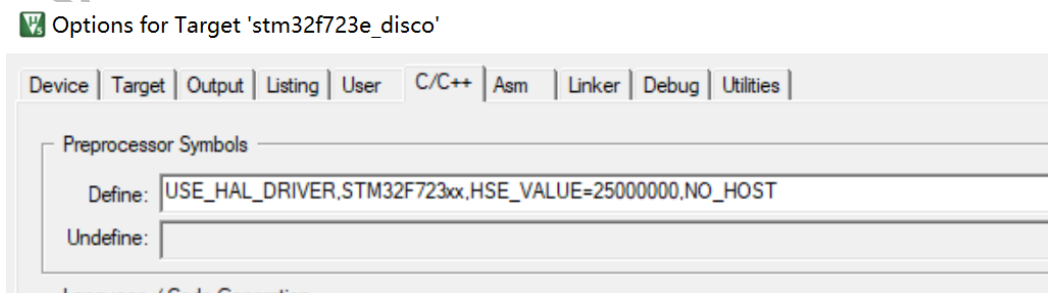 Options for Target 'stm32f723e_disco'
Device Target Output Listing User C/C++ Asm Linker Debug Utilities
Preprocessor Symbols
Define: USE_HAL_DRIVER,STM32F723xx,HSE_VALUE=25000000,NO_HOST
Undefine: